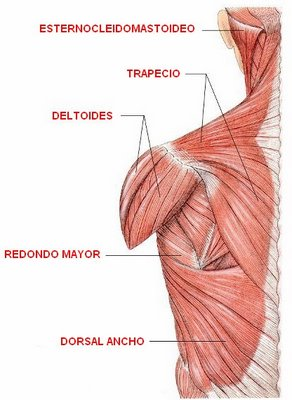 ESTERNOCLEIDOMASTOIDEO
TRAPECIO
DELTOIDES
REDONDO MAYOR
DORSAL ANCHO